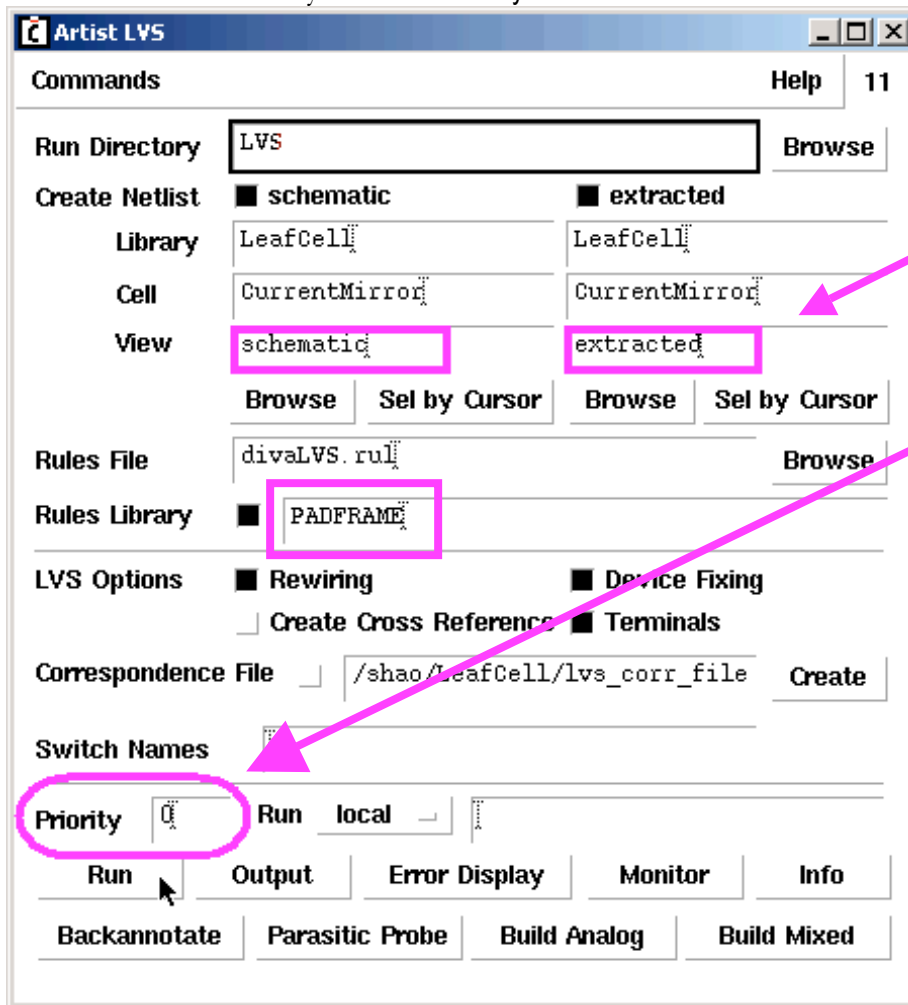 Artist LVS
Commands Help 11
Run Directory LVS Browse
Create Netlist schematic extracted
Library LeafCell LeafCell
Cell CurrentMirror CurrentMirror
View schematic extracted
Browse Sel by Cursor Browse Sel by Cursor
Rules File divaLVS.rul Browse
Rules Library PADFRAME
LVS Options Rewiring Device Fixing
Create Cross Reference Terminals
Correspondence File /shao/LeafCell/lvs_corr_file Create
Switch Names
Priority 0 Run local
Run Output Error Display Monitor Info
Backannotate Parasitic Probe Build Analog Build Mixed